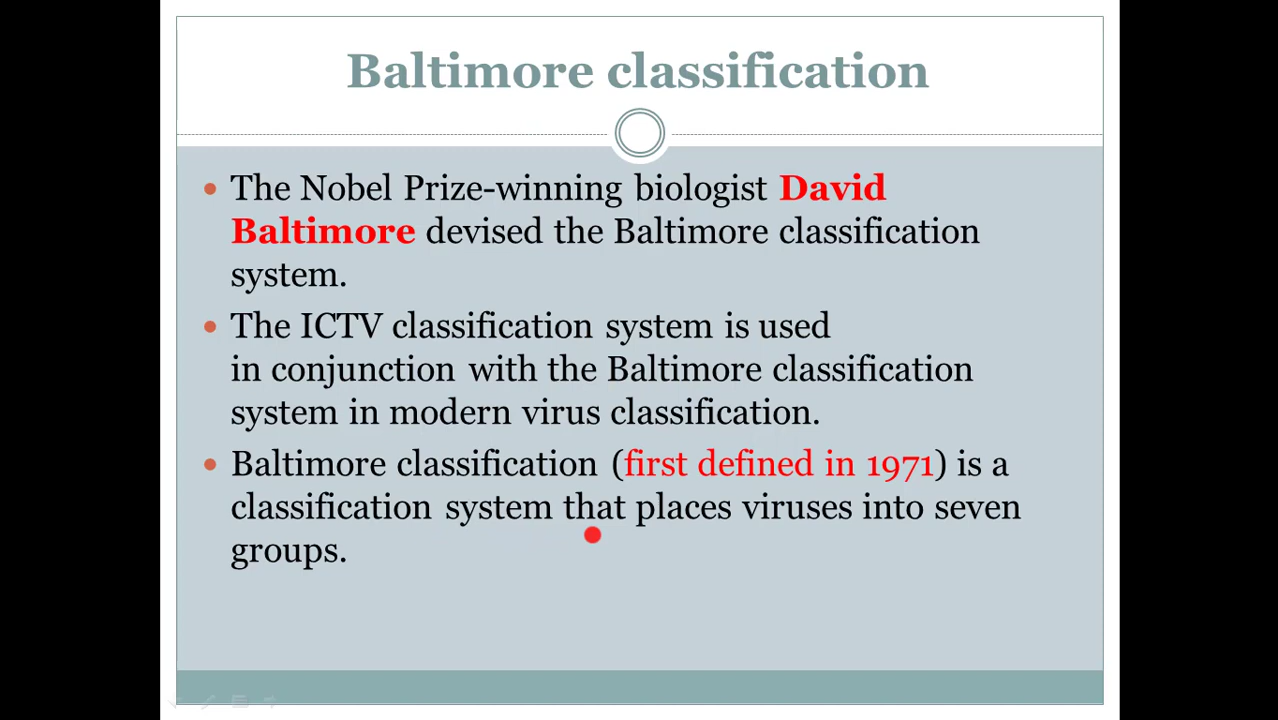 Baltimore classification
• The Nobel Prize-winning biologist David
Baltimore devised the Baltimore classification
system.
• The ICTV classification system is used
in conjunction with the Baltimore classification
system in modern virus classification.
• Baltimore classification (first defined in 1971) is a
classification system that places viruses into seven
groups.